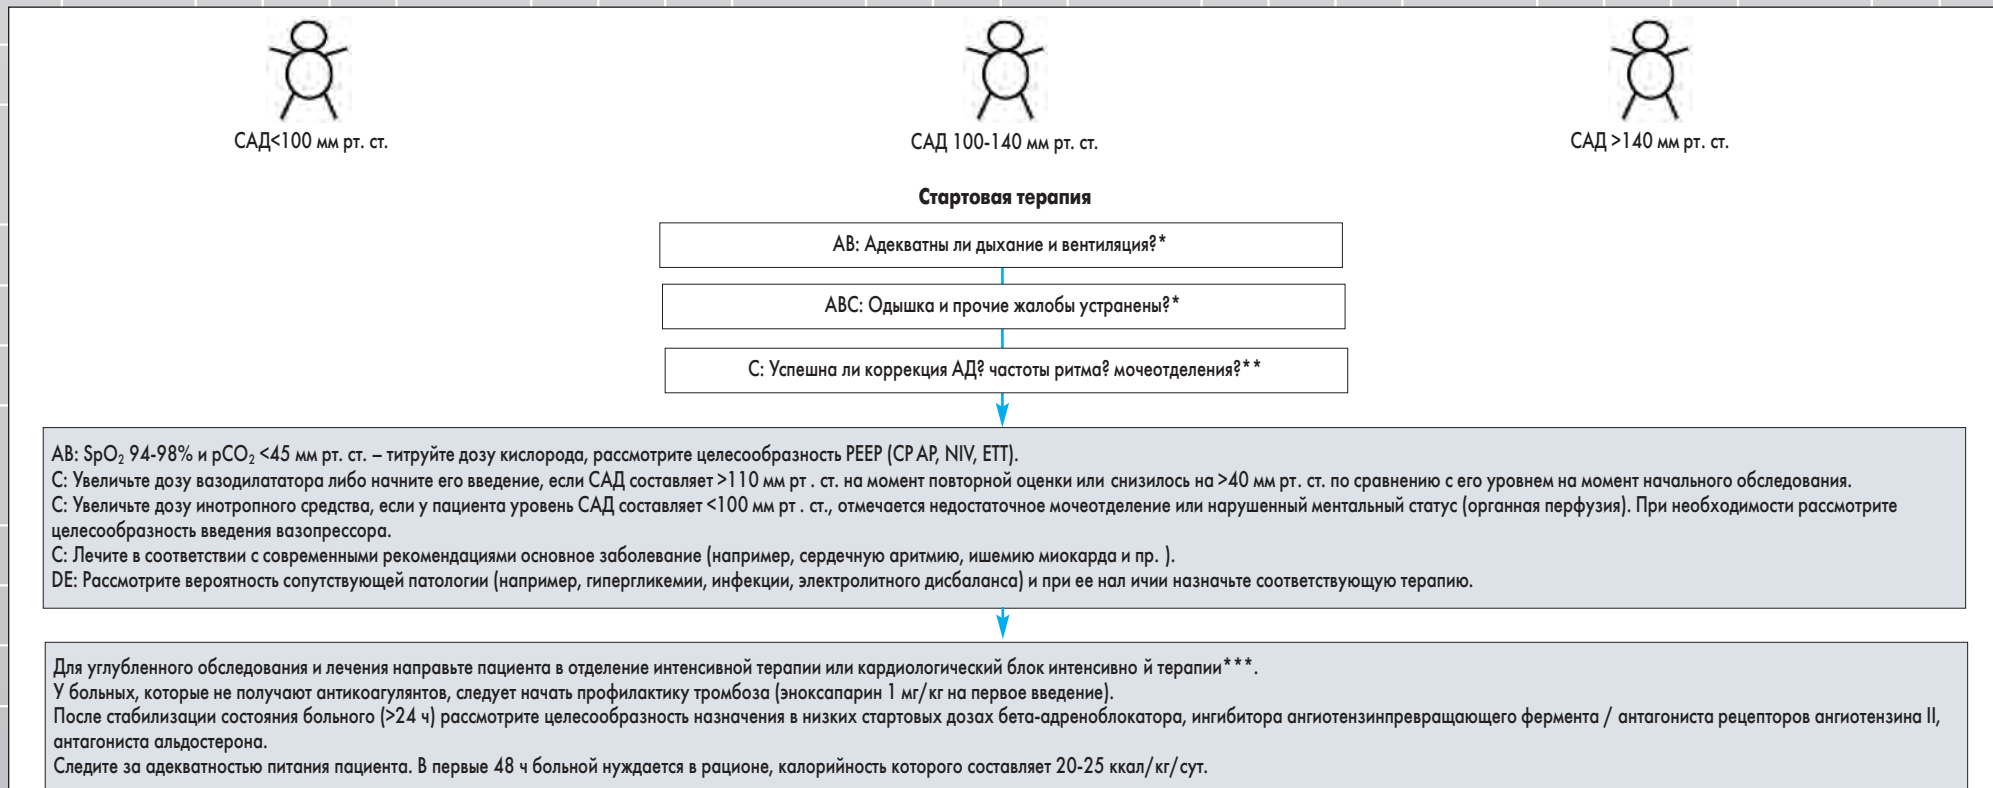 САД<100 мм рт. ст.
САД 100-140 мм рт. ст.
САД >140 мм рт. ст.
Стартовая терапия
АВ: Адекватны ли дыхание и вентиляция?*
АВС: Одышка и прочие жалобы устранены?*
С: Успешна ли коррекция АД? частоты ритма? мочеотделения?**
АВ: SpO₂ 94-98% и pCO₂ <45 мм рт. ст. – титруйте дозу кислорода, рассмотрите целесообразность PEEP (CP AP, NIV, ETT).
С: Увеличьте дозу вазодилататора либо начните его введение, если САД составляет >110 мм рт . ст. на момент повторной оценки или снизилось на >40 мм рт. ст. по сравнению с его уровнем на момент начального обследования.
С: Увеличьте дозу инотропного средства, если у пациента уровень САД составляет <100 мм рт . ст., отмечается недостаточное мочеотделение или нарушенный ментальный статус (органная перфузия). При необходимости рассмотрите
целесообразность введения вазопрессора.
С: Лечите в соответствии с современными рекомендациями основное заболевание (например, сердечную аритмию, ишемию миокарда и пр. ).
DE: Рассмотрите вероятность сопутствующей патологии (например, гипергликемии, инфекции, электролитного дисбаланса) и при ее нал ичии назначьте соответствующую терапию.
Для углубленного обследования и лечения направьте пациента в отделение интенсивной терапии или кардиологический блок интенсивно й терапии***.
У больных, которые не получают антикоагулянтов, следует начать профилактику тромбоза (эноксапарин 1 мг/кг на первое введение).
После стабилизации состояния больного (>24 ч) рассмотрите целесообразность назначения в низких стартовых дозах бета-адреноблокатора, ингибитора ангиотензинпревращающего фермента / антагониста рецепторов ангиотензина II,
антагониста альдостерона.
Следите за адекватностью питания пациента. В первые 48 ч больной нуждается в рационе, калорийность которого составляет 20-25 ккал/кг/сут.